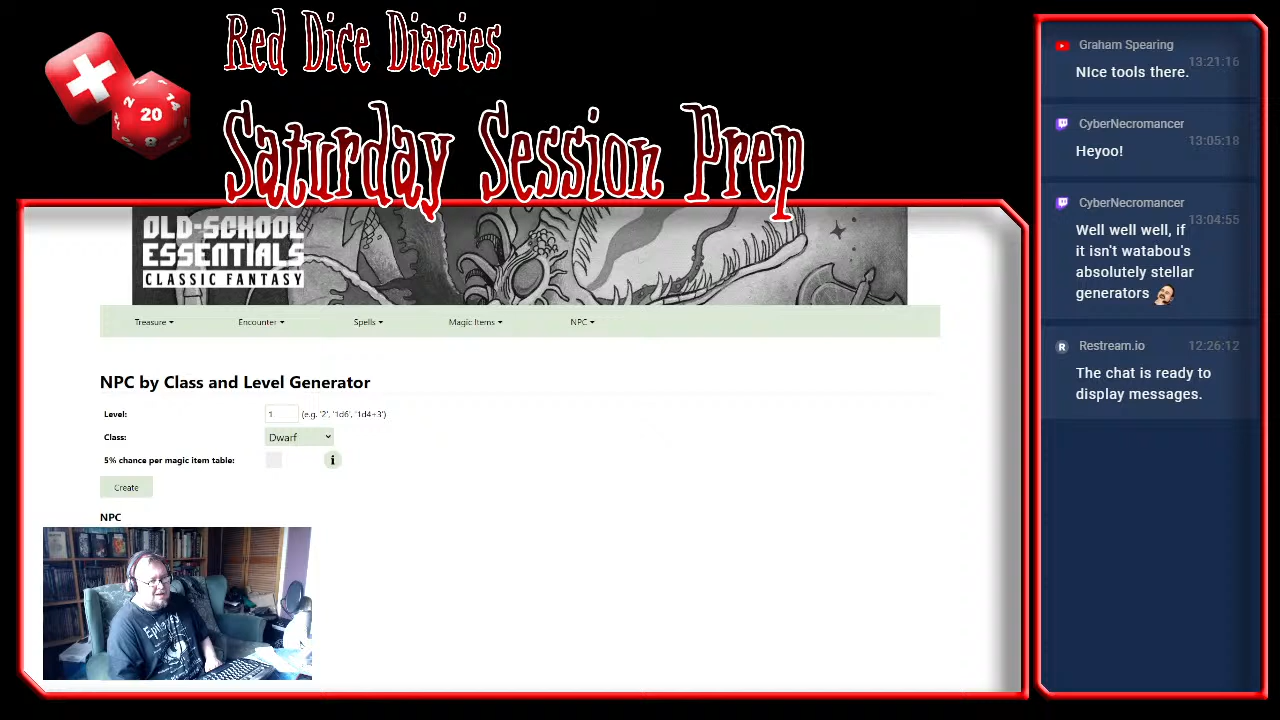 Red Dice Diaries
Saturday Session Prep
20
14
2
8
OLD-SCHOOL
ESSENTIALS
CLASSIC FANTASY
Treasure
Encounter
Spells
Magic Items
NPC
NPC by Class and Level Generator
Level: 1 (e.g. '2', '1d6', '1d4+3')
Class: Dwarf
5% chance per magic item table: i
Create
NPC
Graham Spearing
13:21:16
NIce tools there.
CyberNecromancer
13:05:18
Heyoo!
CyberNecromancer
13:04:55
Well well well, if
it isn't watabou's
absolutely stellar
generators
R Restream.io 12:26:12
The chat is ready to
display messages.